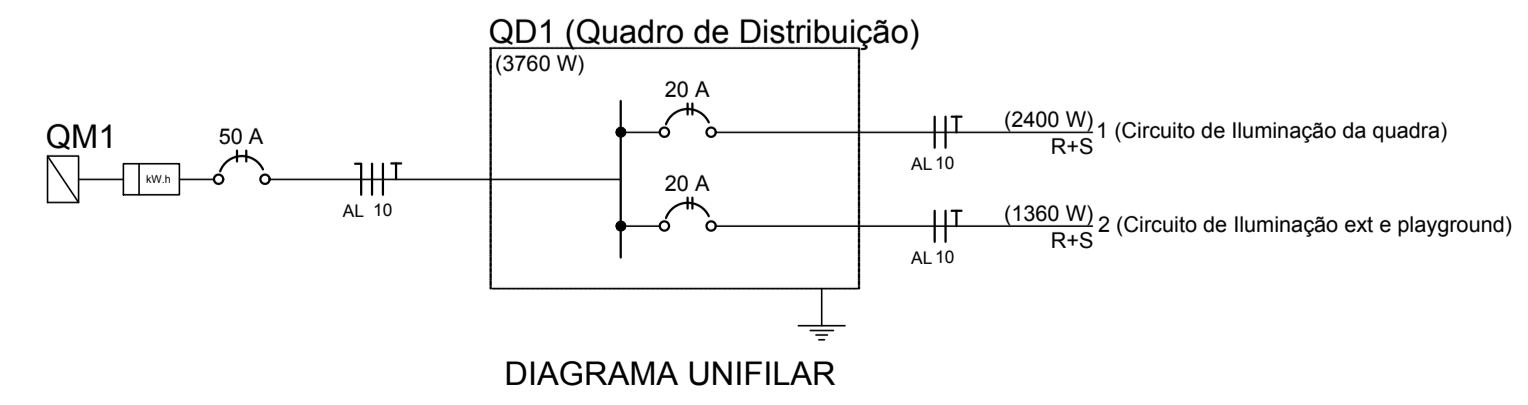 QD1 (Quadro de Distribuição)
(3760 W)
QM1
kW.h
50 A
AL 10
20 A
AL 10
(2400 W)
R+S
1 (Circuito de Iluminação da quadra)
20 A
AL 10
(1360 W)
R+S
2 (Circuito de Iluminação ext e playground)
DIAGRAMA UNIFILAR